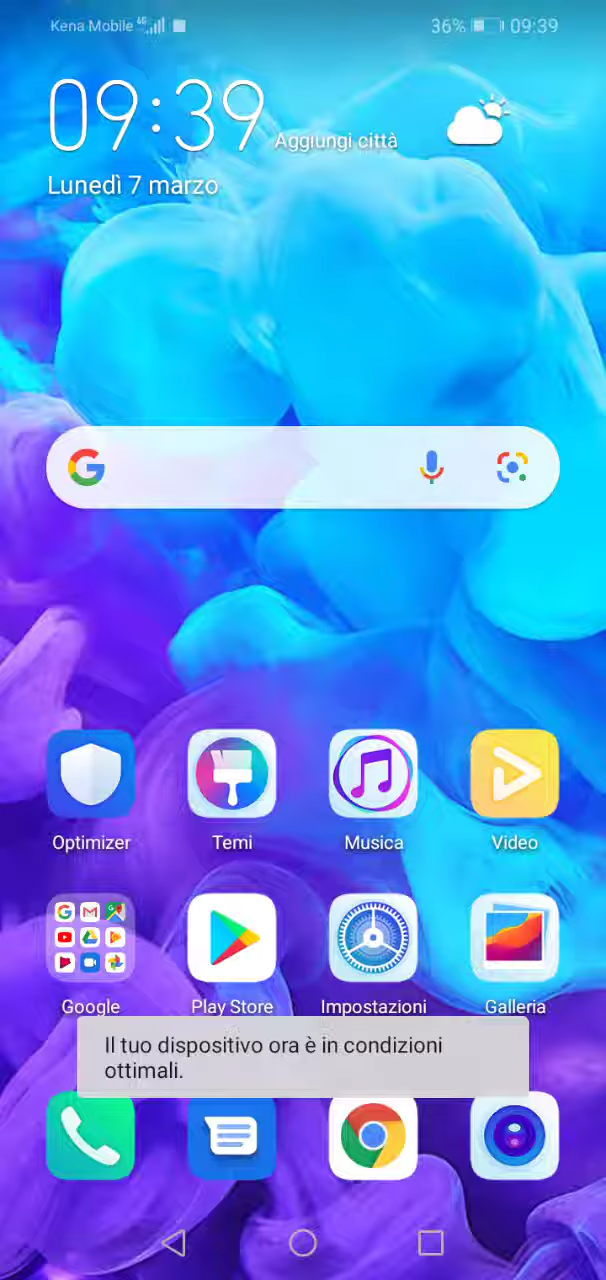 Kena Mobile 4G 36% 09:39
09:39 Aggiungi città
Lunedì 7 marzo
Optimizer Temi Musica Video
Google Play Store Impostazioni Galleria
Il tuo dispositivo ora è in condizioni
ottimali.